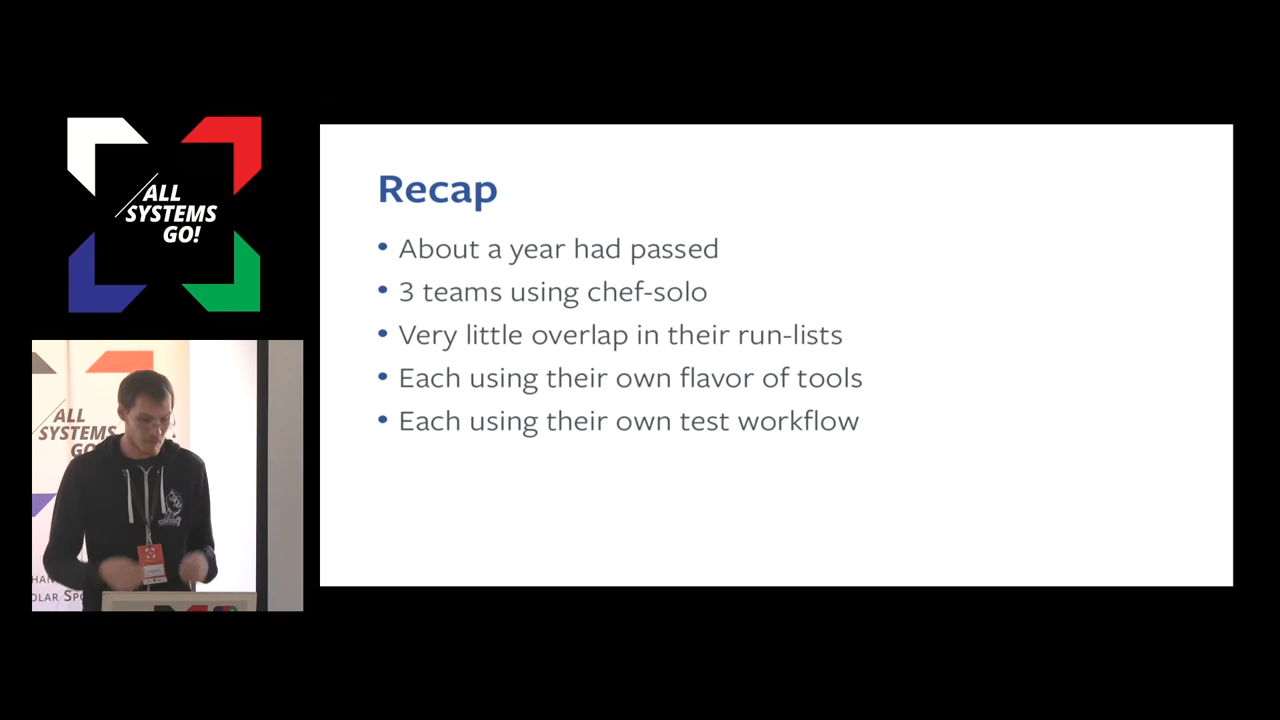 ALL
SYSTEMS
GO!
Recap
• About a year had passed
• 3 teams using chef-solo
• Very little overlap in their run-lists
• Each using their own flavor of tools
• Each using their own test workflow
ALL
SYSTEMS
GO